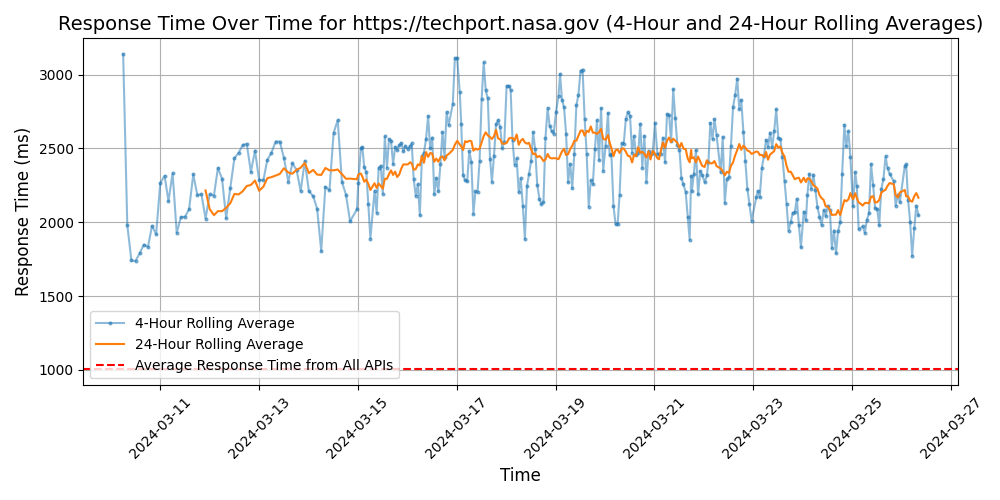 Response Time Over Time for https://techport.nasa.gov (4-Hour and 24-Hour Rolling Averages)
Response Time (ms)
3000
2500
2000
1500
1000
4-Hour Rolling Average
24-Hour Rolling Average
Average Response Time from All APIs
2024-03-11
2024-03-13
2024-03-15
2024-03-17
2024-03-19
2024-03-21
2024-03-23
2024-03-25
2024-03-27
Time